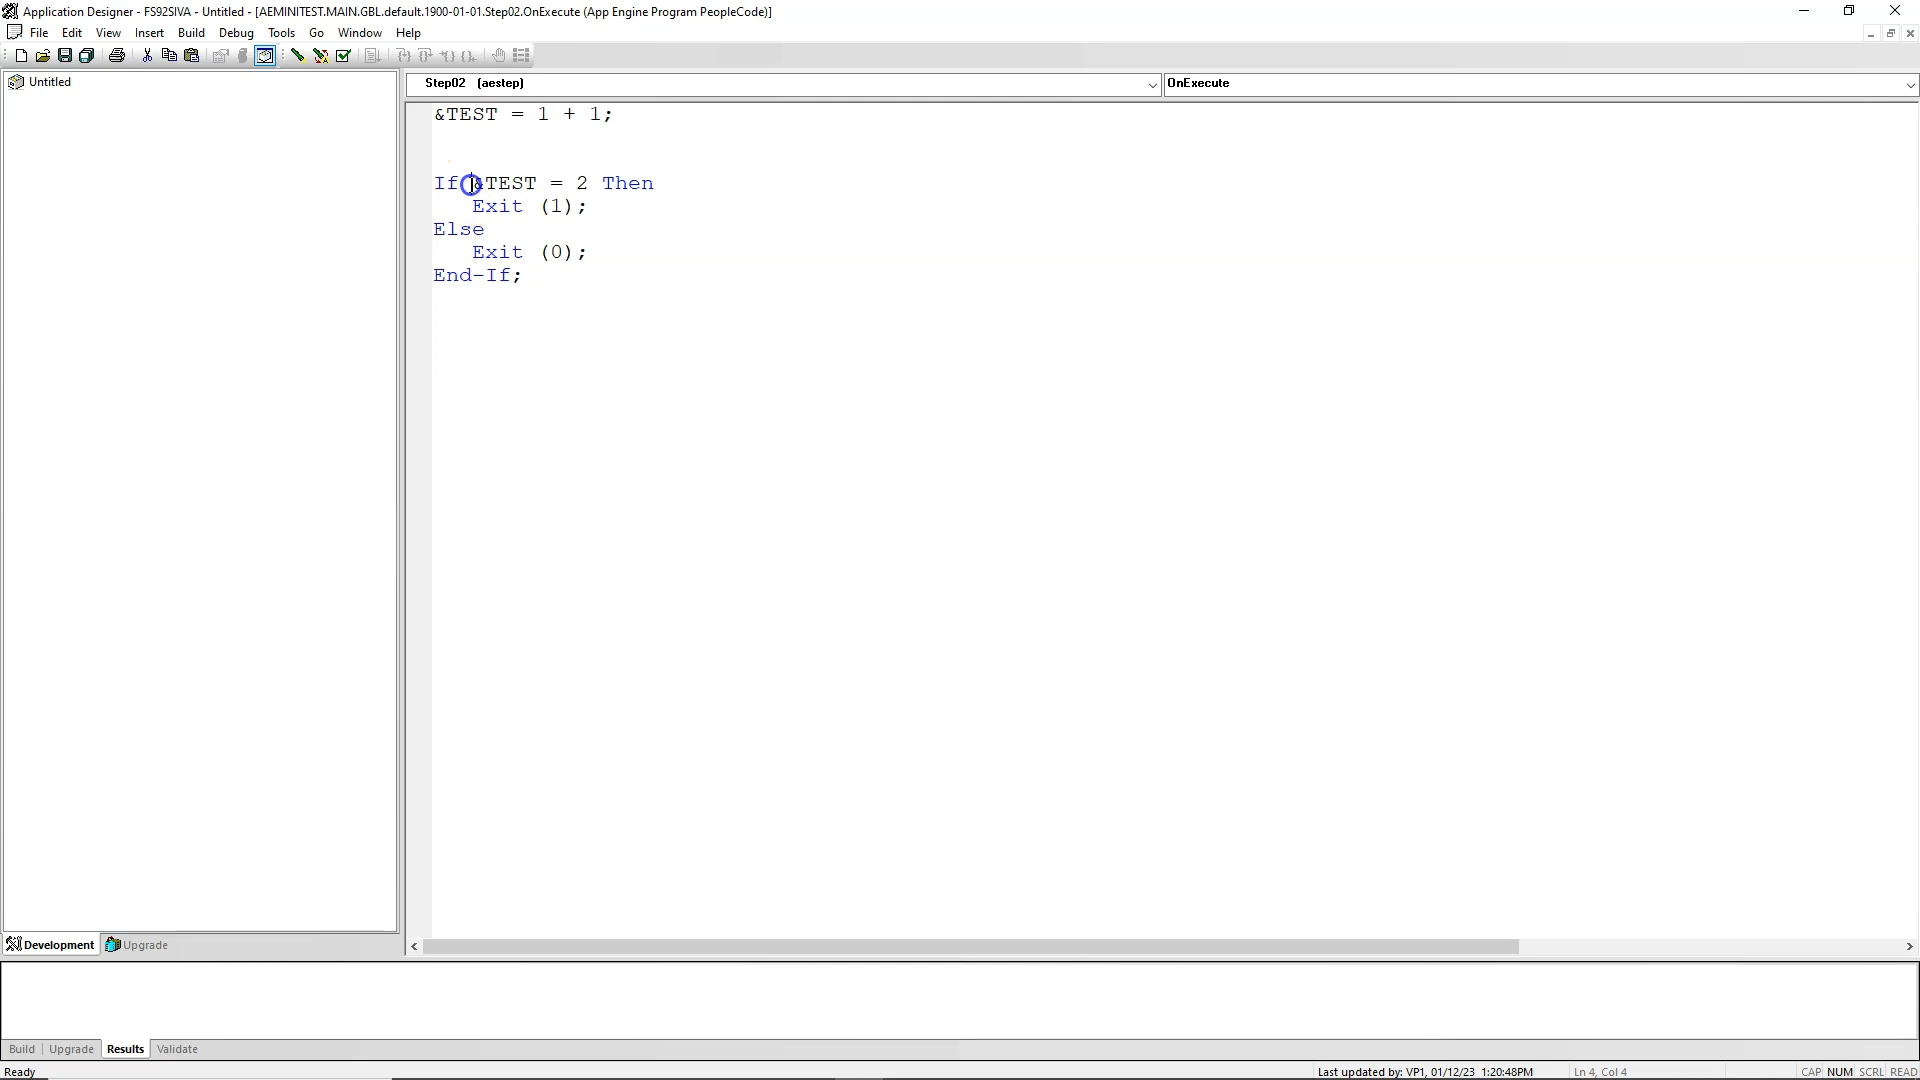 Application Designer - FS92SIVA - Untitled - [AEMINITEST.MAIN.GBL.default.1900-01-01.Step02.OnExecute (App Engine Program PeopleCode)]
File Edit View Insert Build Debug Tools Go Window Help
Untitled
Step02 (aestep) OnExecute
&TEST = 1 + 1;
If &TEST = 2 Then
Exit (1);
Else
Exit (0);
End-If;
Development Upgrade
Build Upgrade Results Validate
Ready Last updated by: VP1, 01/12/23 1:20:48PM Ln 4, Col 4 CAP NUM SCRL READ